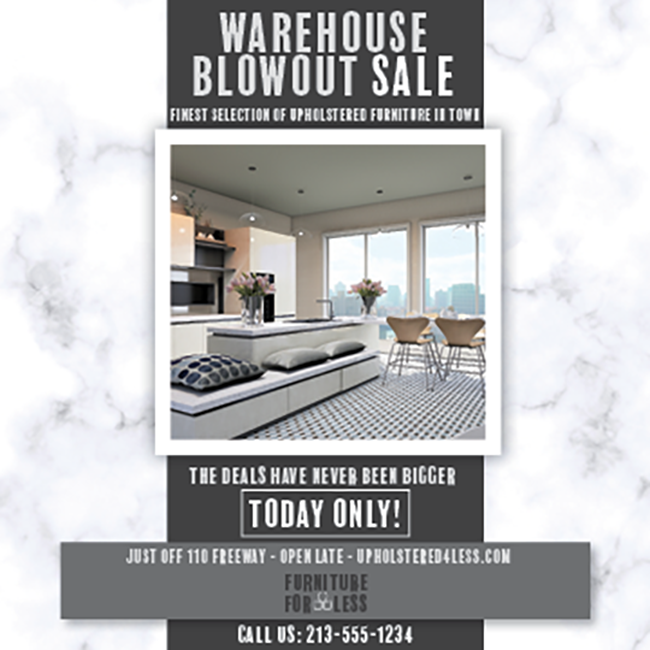 WAREHOUSE
BLOWOUT SALE
FINEST SELECTION OF UPHOLSTERED FURNITURE IN TOWN
THE DEALS HAVE NEVER BEEN BIGGER
TODAY ONLY!
JUST OFF 110 FREEWAY - OPEN LATE - UPHOLSTERED4LESS.COM
FURNITURE
FOR LESS
CALL US: 213-555-1234